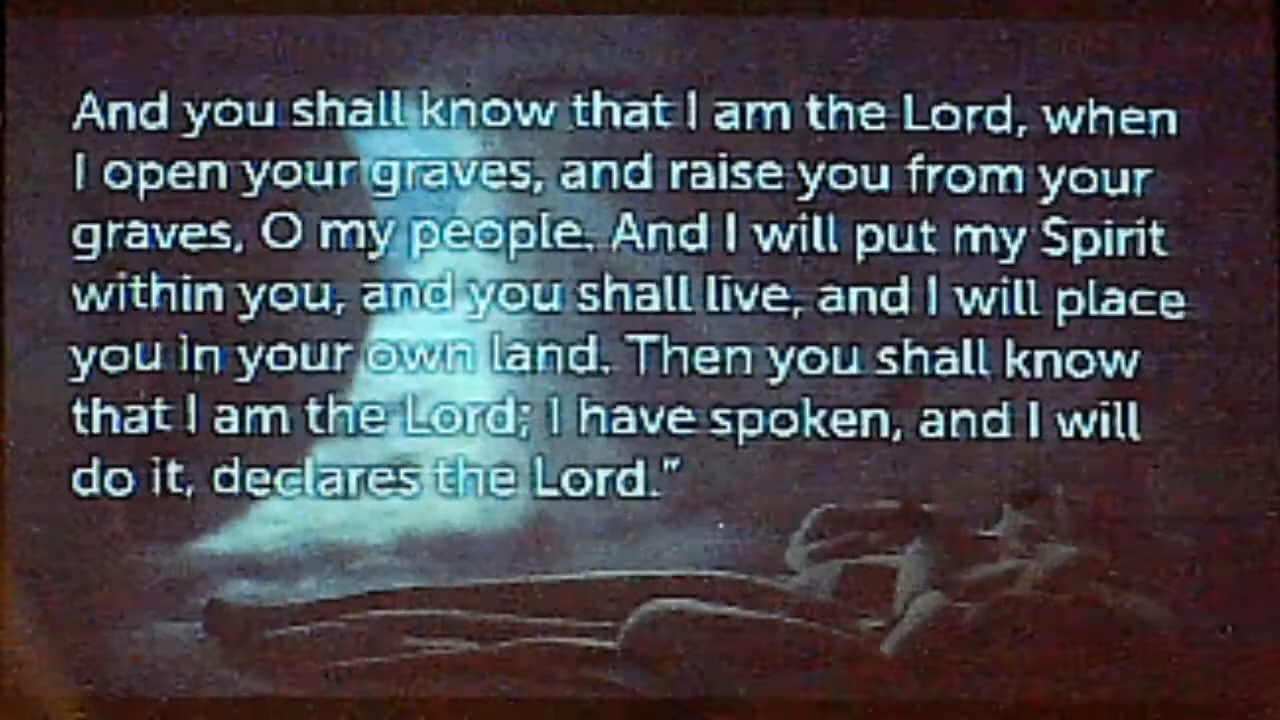 And you shall know that I am the Lord, when
I open your graves, and raise you from your
graves, O my people. And I will put my Spirit
within you, and you shall live, and I will place
you in your own land. Then you shall know
that I am the Lord; I have spoken, and I will
do it, declares the Lord.”